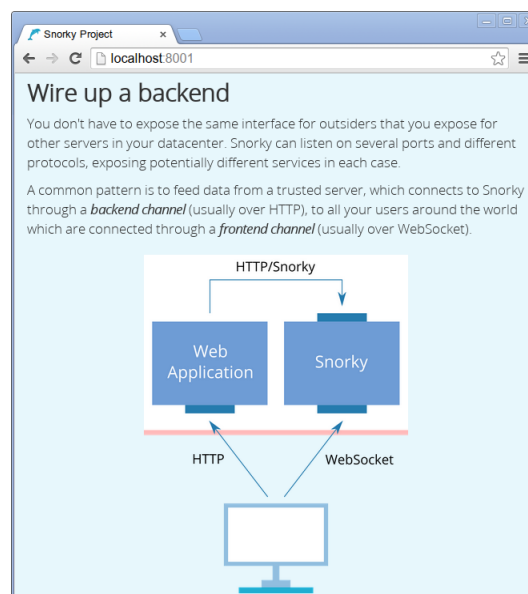 Snorky Project
localhost:8001
Wire up a backend
You don't have to expose the same interface for outsiders that you expose for
other servers in your datacenter. Snorky can listen on several ports and different
protocols, exposing potentially different services in each case.
A common pattern is to feed data from a trusted server, which connects to Snorky
through a backend channel (usually over HTTP), to all your users around the world
which are connected through a frontend channel (usually over WebSocket).
HTTP/Snorky
Web
Application
Snorky
HTTP
WebSocket